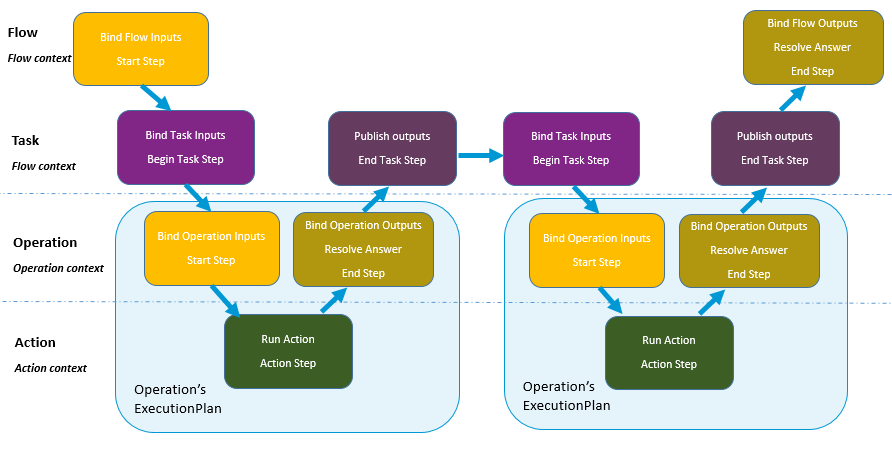 Flow
Flow context
Bind Flow Inputs
Start Step
Bind Flow Outputs
Resolve Answer
End Step
Task
Flow context
Bind Task Inputs
Begin Task Step
Publish outputs
End Task Step
Bind Task Inputs
Begin Task Step
Publish outputs
End Task Step
Operation
Operation context
Bind Operation Inputs
Start Step
Bind Operation Outputs
Resolve Answer
End Step
Bind Operation Inputs
Start Step
Bind Operation Outputs
Resolve Answer
End Step
Action
Action context
Run Action
Action Step
Operation's
ExecutionPlan
Run Action
Action Step
Operation's
ExecutionPlan